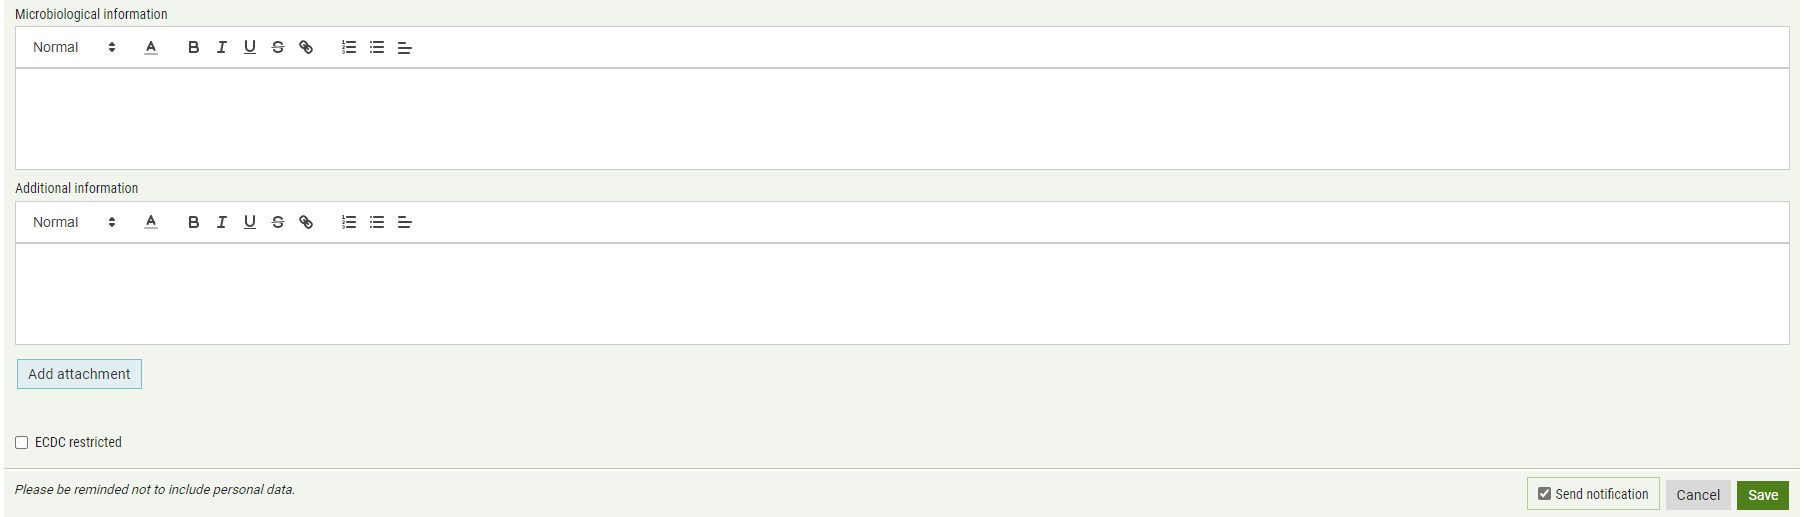 Microbiological information
Normal
Additional information
Normal
Add attachment
ECDC restricted
Please be reminded not to include personal data.
Send notification Cancel Save